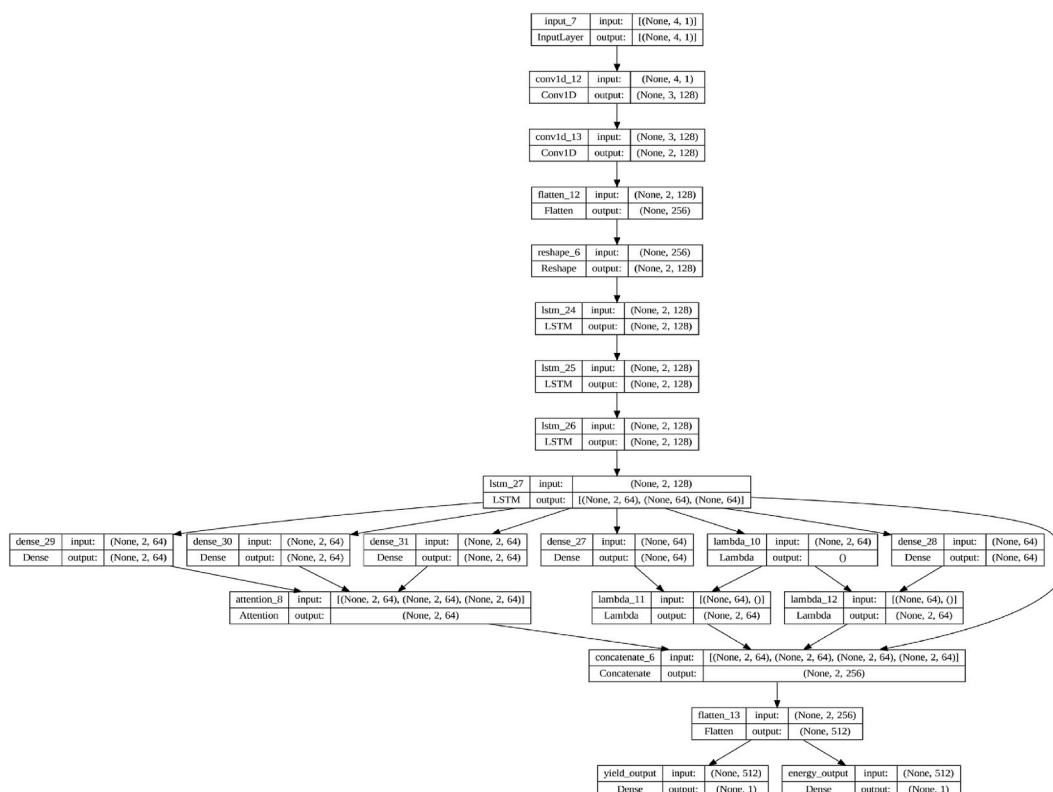 input_7 input: [(None, 4, 1)]
InputLayer output: [(None, 4, 1)]
conv1d_12 input: (None, 4, 1)
Conv1D output: (None, 3, 128)
conv1d_13 input: (None, 3, 128)
Conv1D output: (None, 2, 128)
flatten_12 input: (None, 2, 128)
Flatten output: (None, 256)
reshape_6 input: (None, 256)
Reshape output: (None, 2, 128)
lstm_24 input: (None, 2, 128)
LSTM output: (None, 2, 128)
lstm_25 input: (None, 2, 128)
LSTM output: (None, 2, 128)
lstm_26 input: (None, 2, 128)
LSTM output: (None, 2, 128)
lstm_27 input: (None, 2, 128)
LSTM output: [(None, 2, 64), (None, 64), (None, 64)]
dense_29 input: (None, 2, 64)
Dense output: (None, 2, 64)
dense_30 input: (None, 2, 64)
Dense output: (None, 2, 64)
dense_31 input: (None, 2, 64)
Dense output: (None, 2, 64)
dense_27 input: (None, 64)
Dense output: (None, 64)
lambda_10 input: (None, 2, 64)
Lambda output: ()
dense_28 input: (None, 64)
Dense output: (None, 64)
attention_8 input: [(None, 2, 64), (None, 2, 64), (None, 2, 64)]
Attention output: (None, 2, 64)
lambda_11 input: [(None, 64), ()]
Lambda output: (None, 2, 64)
lambda_12 input: [(None, 64), ()]
Lambda output: (None, 2, 64)
concatenate_6 input: [(None, 2, 64), (None, 2, 64), (None, 2, 64), (None, 2, 64)]
Concatenate output: (None, 2, 256)
flatten_13 input: (None, 2, 256)
Flatten output: (None, 512)
yield_output input: (None, 512)
Dense output: (None, 1)
energy_output input: (None, 512)
Dense output: (None, 1)